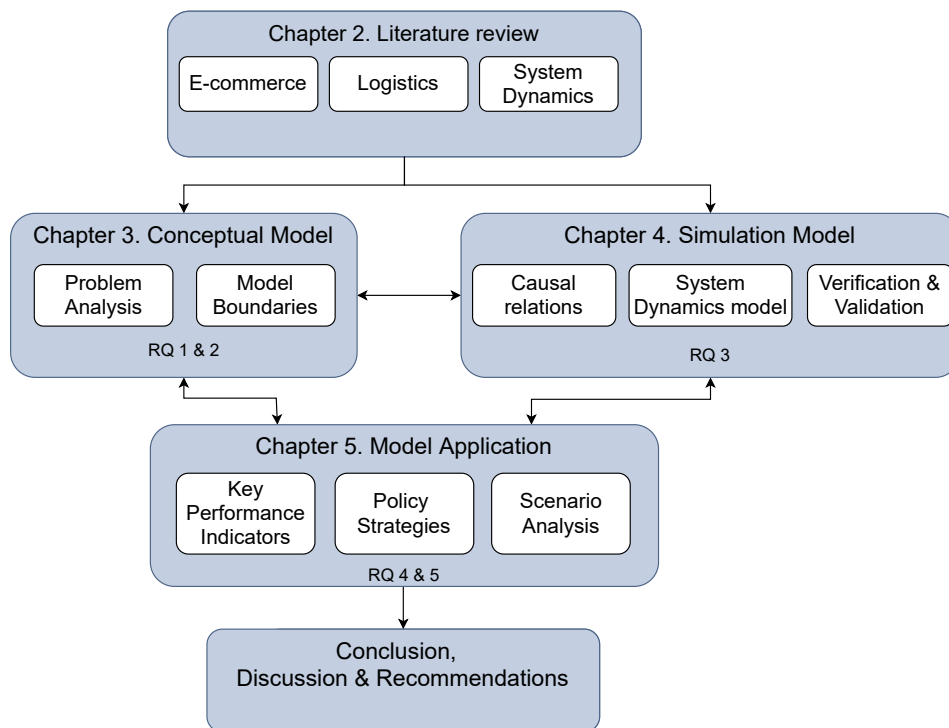 Chapter 2. Literature review
E-commerce
Logistics
System
Dynamics
Chapter 3. Conceptual Model
Problem
Analysis
Model
Boundaries
RQ 1 & 2
Chapter 4. Simulation Model
Causal
relations
System
Dynamics model
Verification &
Validation
RQ 3
Chapter 5. Model Application
Key
Performance
Indicators
Policy
Strategies
Scenario
Analysis
RQ 4 & 5
Conclusion,
Discussion & Recommendations